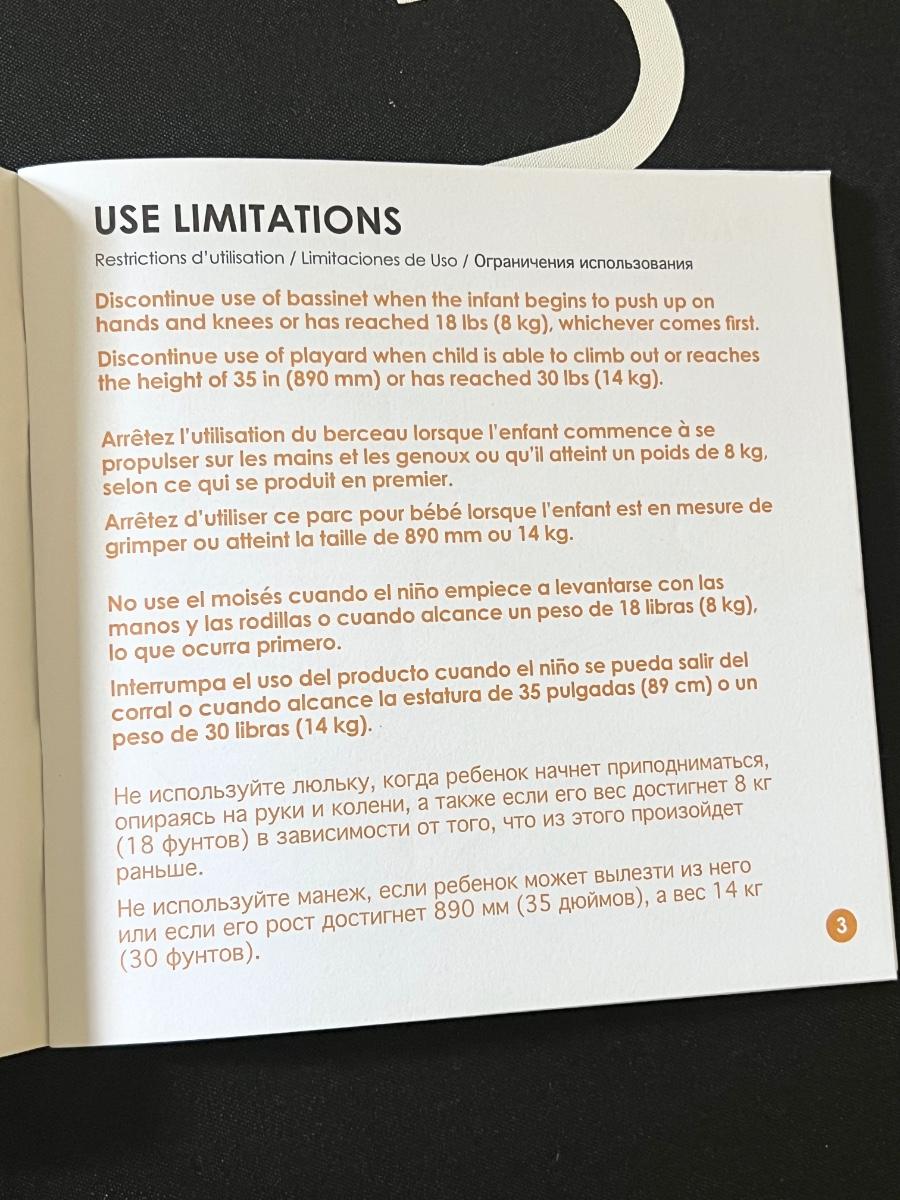 USE LIMITATIONS
Restrictions d'utilisation / Limitaciones de Uso / Ограничения использования
Discontinue use of bassinet when the infant begins to push up on
hands and knees or has reached 18 lbs (8 kg), whichever comes first.
Discontinue use of playard when child is able to climb out or reaches
the height of 35 in (890 mm) or has reached 30 lbs (14 kg).
Arrêtez l'utilisation du berceau lorsque l'enfant commence à se
propulser sur les mains et les genoux ou qu'il atteint un poids de 8 kg,
selon ce qui se produit en premier.
Arrêtez d'utiliser ce parc pour bébé lorsque l'enfant est en mesure de
grimper ou atteint la taille de 890 mm ou 14 kg.
No use el moisés cuando el niño empiece a levantarse con las
manos y las rodillas o cuando alcance un peso de 18 libras (8 kg),
lo que ocurra primero.
Interrumpa el uso del producto cuando el niño se pueda salir del
corral o cuando alcance la estatura de 35 pulgadas (89 cm) o un
peso de 30 libras (14 kg).
Не используйте люльку, когда ребенок начнет приподниматься,
опираясь на руки и колени, а также если его вес достигнет 8 кг
(18 фунтов) в зависимости от того, что из этого произойдет
раньше.
Не используйте манеж, если ребенок может вылезти из него
или если его рост достигнет 890 мм (35 дюймов), а вес 14 кг
(30 фунтов).
3